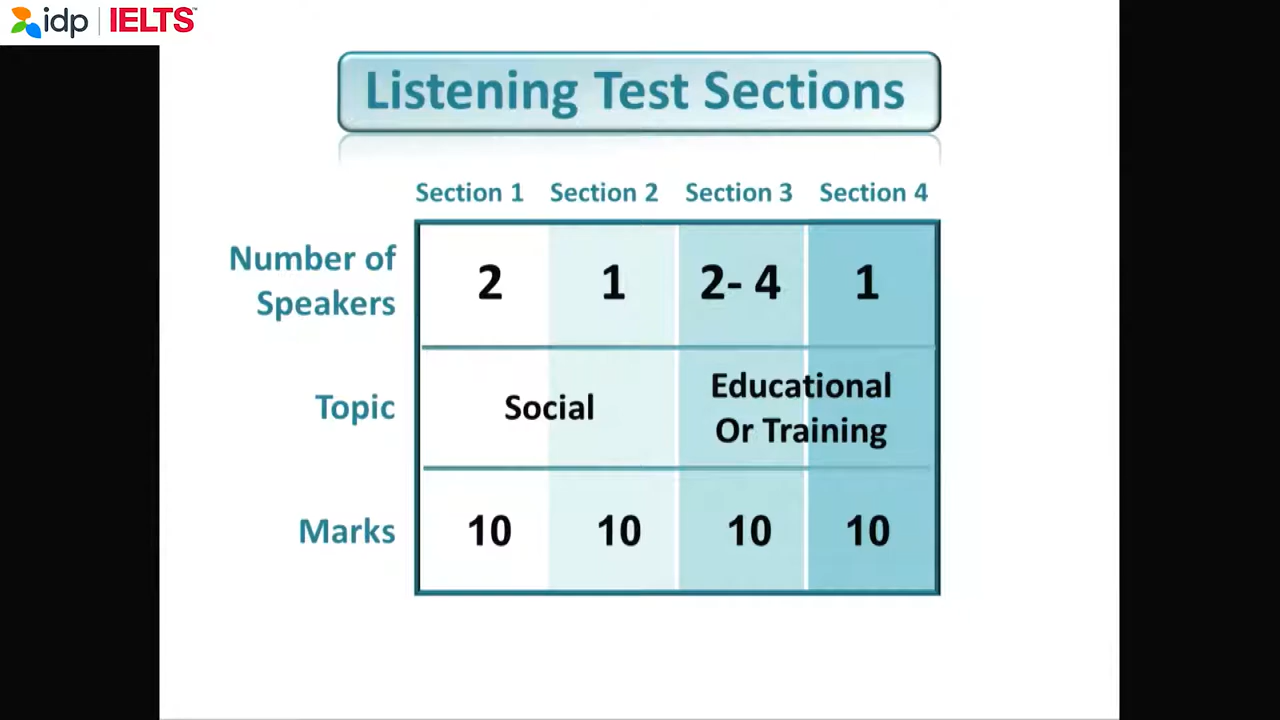 idp IELTS™
Listening Test Sections
Section 1 Section 2 Section 3 Section 4
Number of
Speakers
2 1 2- 4 1
Topic
Social
Educational
Or Training
Marks
10 10 10 10